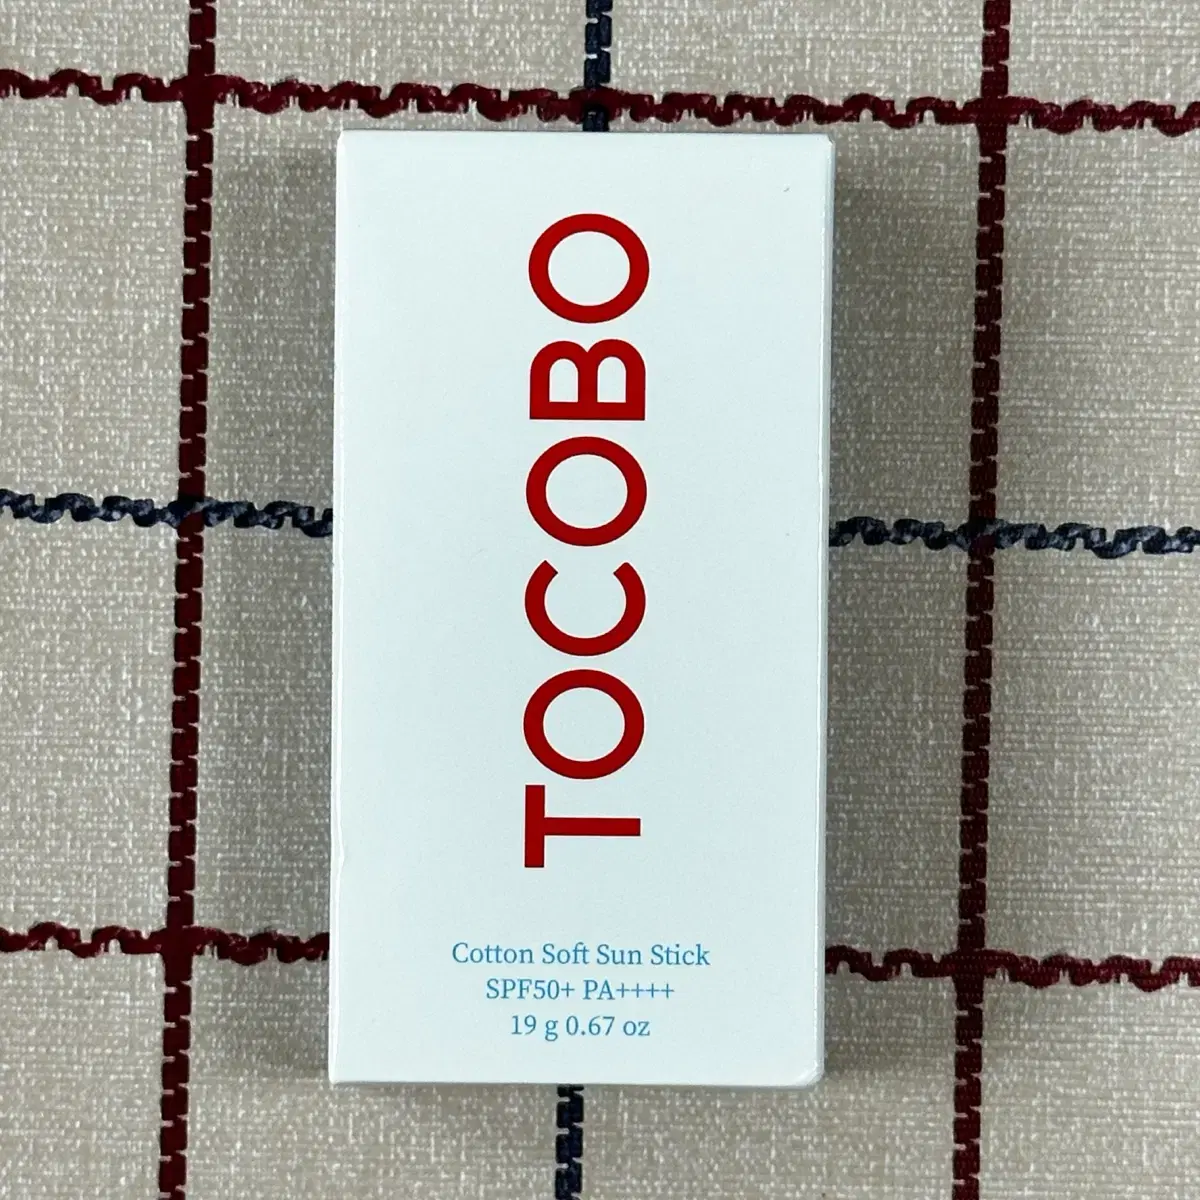 TOCOBO
Cotton Soft Sun Stick
SPF50+ PA++++
19 g 0.67 oz